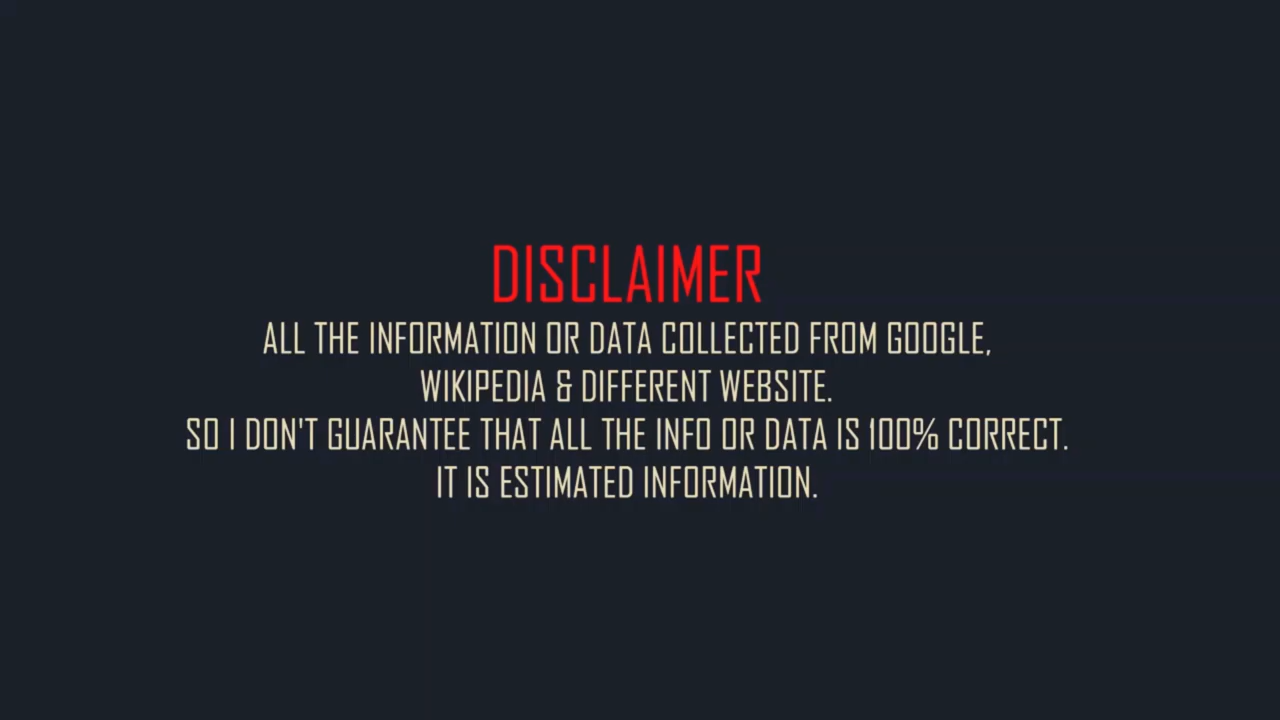 DISCLAIMER
ALL THE INFORMATION OR DATA COLLECTED FROM GOOGLE,
WIKIPEDIA & DIFFERENT WEBSITE.
SO I DON'T GUARANTEE THAT ALL THE INFO OR DATA IS 100% CORRECT.
IT IS ESTIMATED INFORMATION.